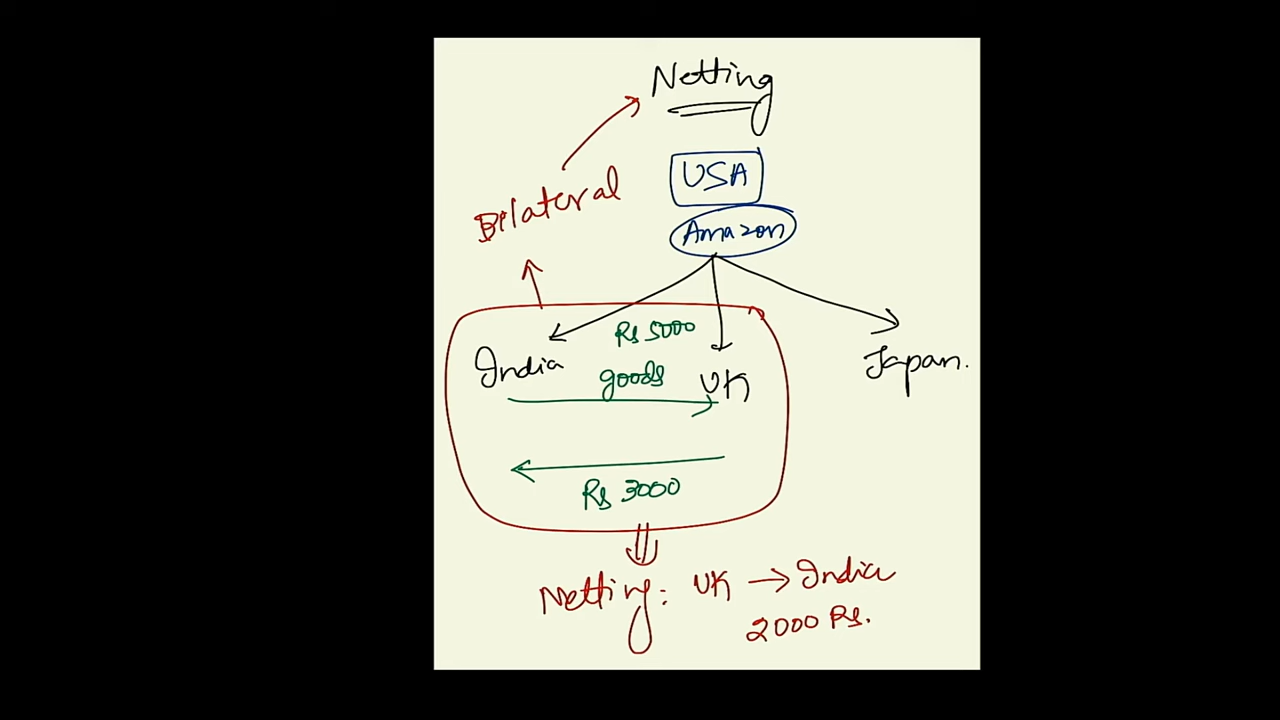 Netting
USA
Bilateral
Amazon
Rs 5000
India
goods
UK
Japan.
Rs 3000
Netting: UK → India
2000 Rs.